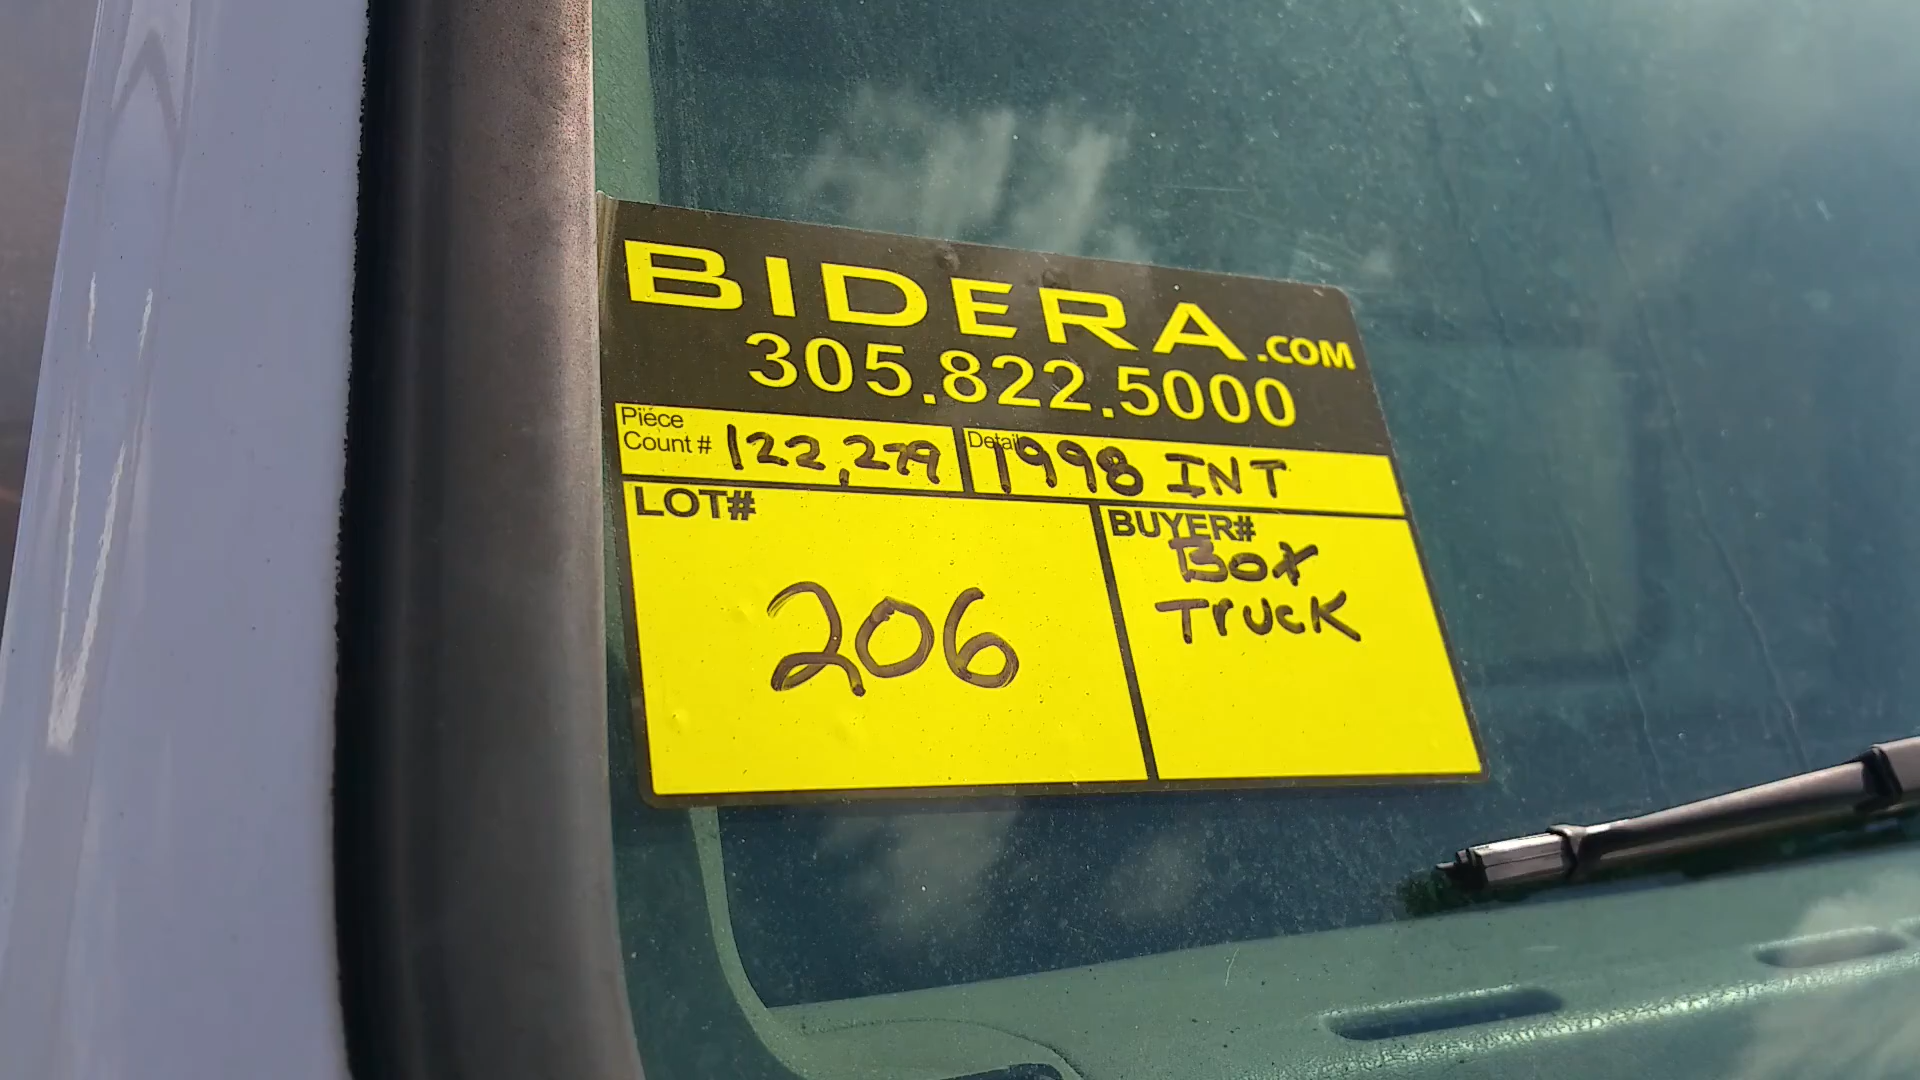 BIDERA.COM
305.822.5000
Piece
Count # 122,279
Detail 1998 INT
LOT#
206
BUYER#
Box
Truck